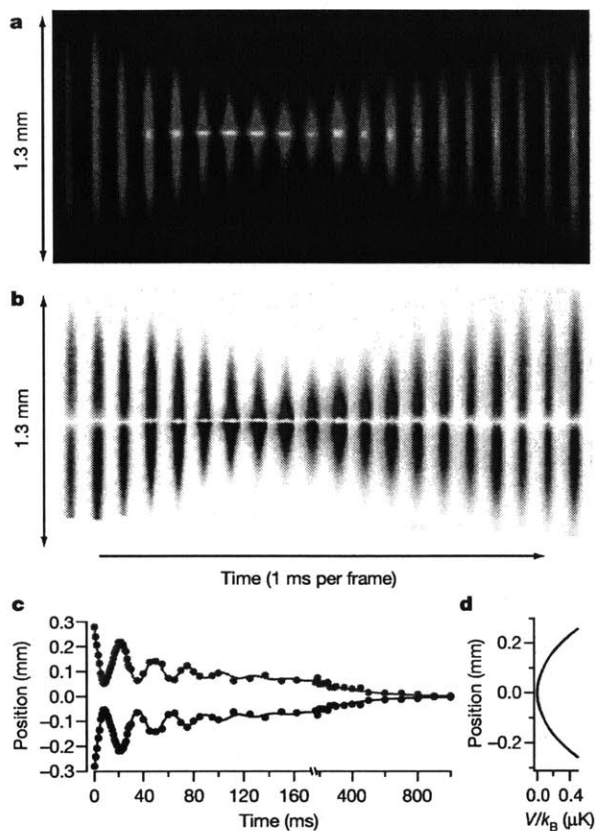 a
1.3 mm
b
1.3 mm
Time (1 ms per frame)
c
d
0.3
0.2
0.1
0.0
−0.1
−0.2
−0.3
Position (mm)
0 40 80 120 160 400 800
Time (ms)
0.2
0.0
−0.2
Position (mm)
0.0 0.4
V/kB (μK)